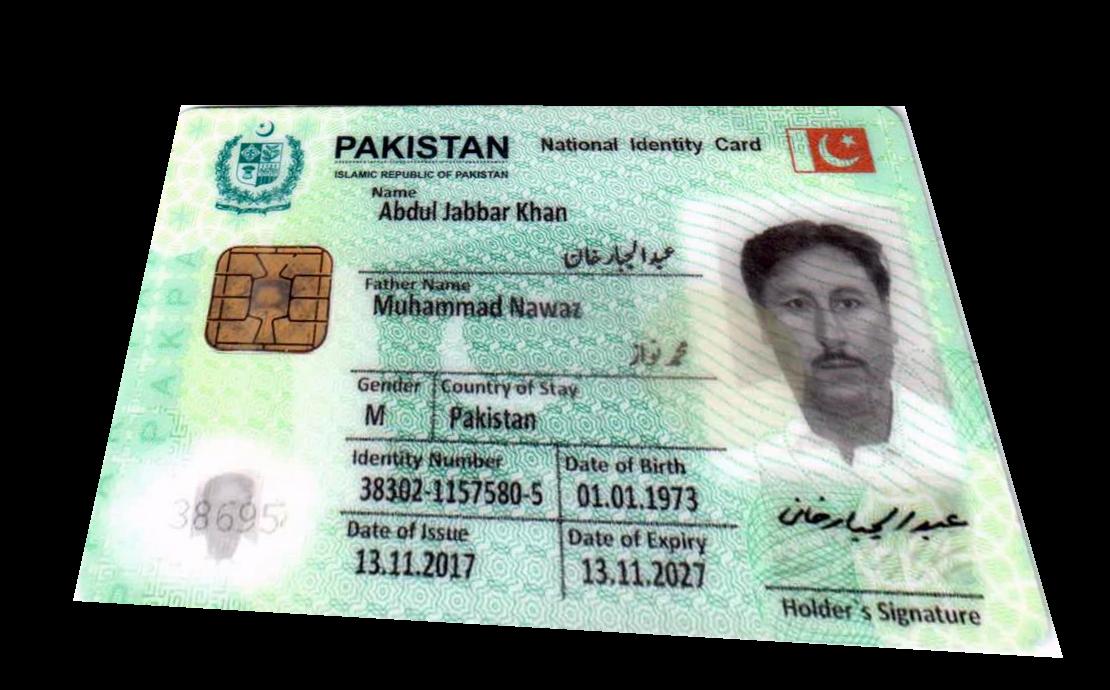 PAKISTAN National Identity Card
ISLAMIC REPUBLIC OF PAKISTAN
Name
Abdul Jabbar Khan
عبدالجبار خان
Father Name
Muhammad Nawaz
محمد نواز
Gender Country of Stay
M Pakistan
Identity Number Date of Birth
38302-1157580-5 01.01.1973
38695
Date of Issue Date of Expiry
13.11.2017 13.11.2027
عبدالجبار خان
Holder's Signature
PAKPA